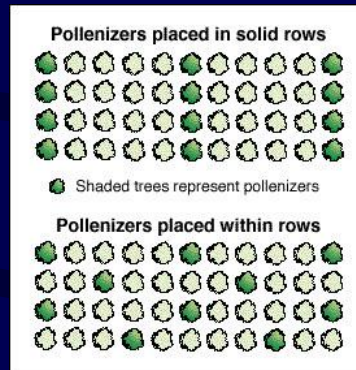 Pollenizers placed in solid rows
Shaded trees represent pollenizers
Pollenizers placed within rows